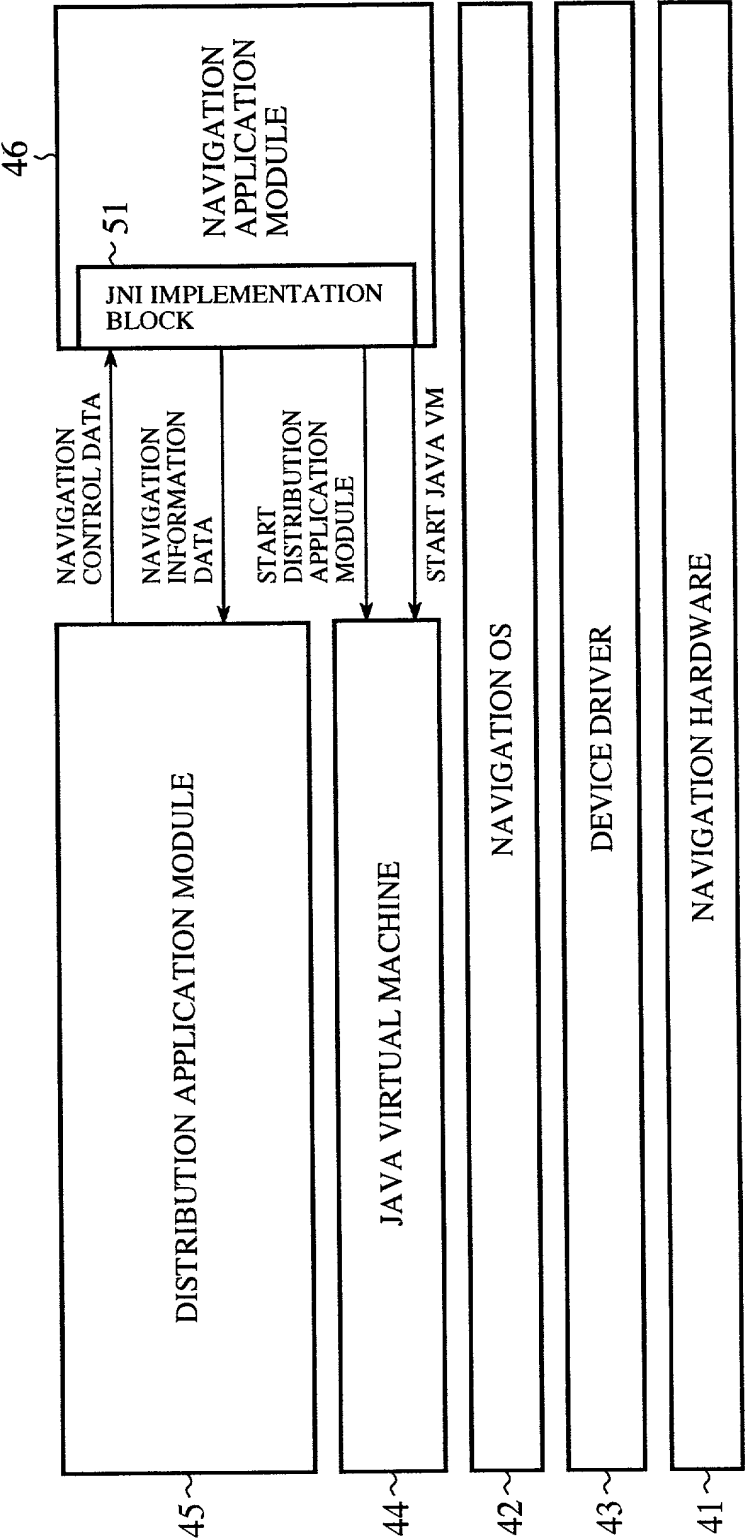 46
NAVIGATION
APPLICATION
MODULE
51
JNI IMPLEMENTATION
BLOCK
NAVIGATION
CONTROL DATA
NAVIGATION
INFORMATION
DATA
START
DISTRIBUTION
APPLICATION
MODULE
START JAVA VM
DISTRIBUTION APPLICATION MODULE
45
JAVA VIRTUAL MACHINE
44
NAVIGATION OS
42
DEVICE DRIVER
43
NAVIGATION HARDWARE
41